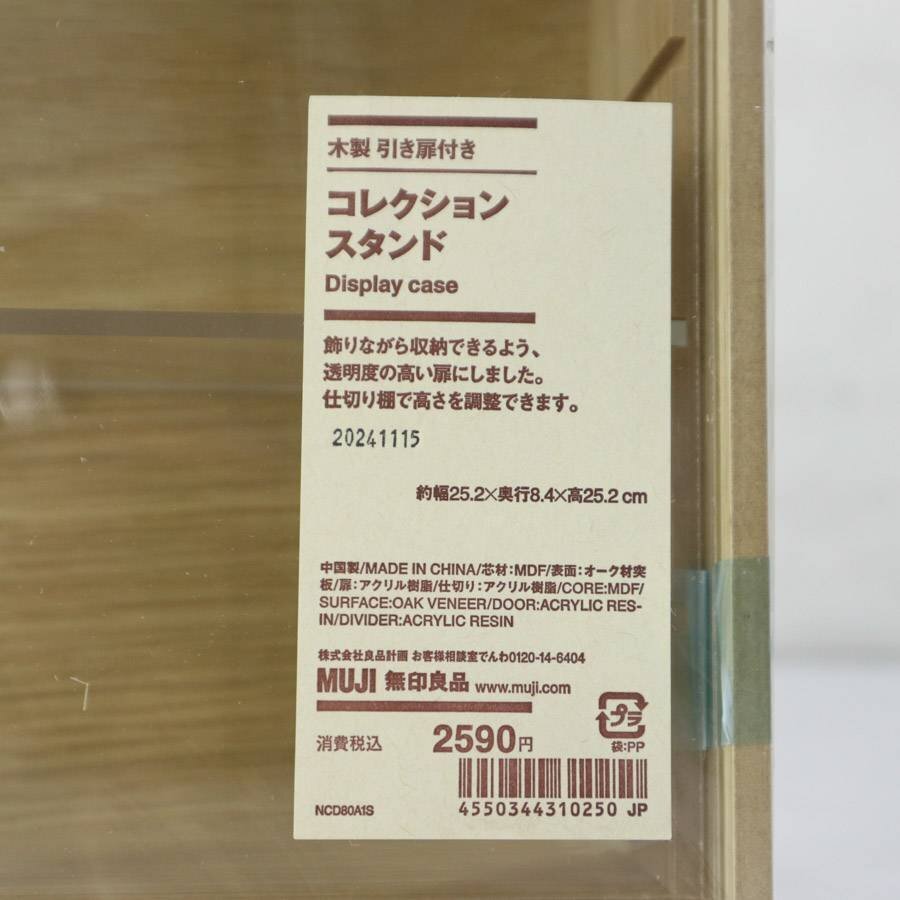 木製 引き扉付き
コレクション
スタンド
Display case
飾りながら収納できるよう、
透明度の高い扉にしました。
仕切り棚で高さを調整できます。
20241115
約幅25.2×奥行8.4×高25.2 cm
中国製/MADE IN CHINA/芯材:MDF/表面:オーク材突
板/扉:アクリル樹脂/仕切り:アクリル樹脂/CORE:MDF/
SURFACE:OAK VENEER/DOOR:ACRYLIC RES-
IN/DIVIDER:ACRYLIC RESIN
株式会社良品計画 お客様相談室でんわ0120-14-6404
MUJI 無印良品 www.muji.com
プラ
袋:PP
消費税込 2590円
4550344310250 JP
NCD80A1S